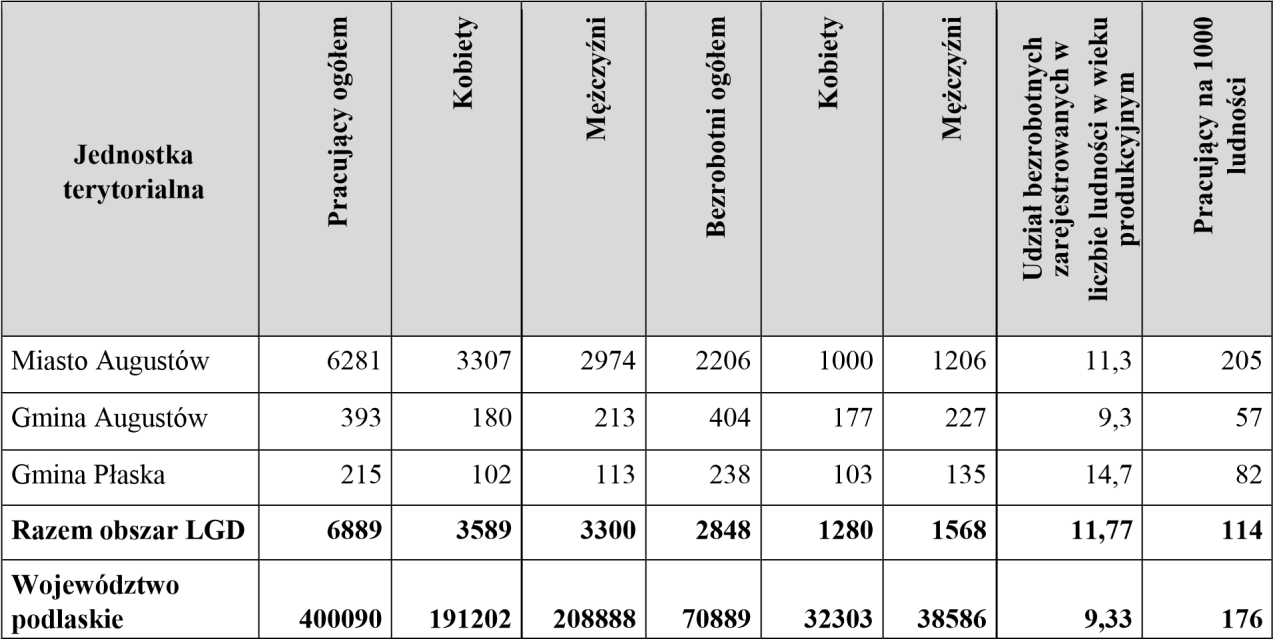 Jednostka
terytorialna
Pracujący ogółem
Kobiety
Mężczyźni
Bezrobotni ogółem
Kobiety
Mężczyźni
Udział bezrobotnych
zarejestrowanych w
liczbie ludności w wieku
produkcyjnym
Pracujący na 1000
ludności
Miasto Augustów 6281 3307 2974 2206 1000 1206 11,3 205
Gmina Augustów 393 180 213 404 177 227 9,3 57
Gmina Płaska 215 102 113 238 103 135 14,7 82
Razem obszar LGD 6889 3589 3300 2848 1280 1568 11,77 114
Województwo
podlaskie 400090 191202 208888 70889 32303 38586 9,33 176